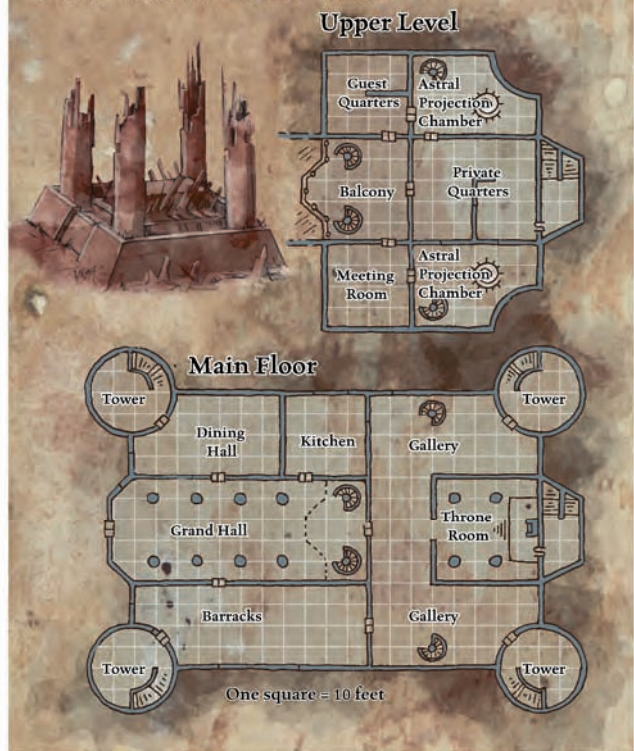 Upper Level
Guest
Quarters
Astral
Projection
Chamber
Balcony
Private
Quarters
Meeting
Room
Astral
Projection
Chamber
Main Floor
Tower
Tower
Dining
Hall
Kitchen
Gallery
Grand Hall
Throne
Room
Barracks
Gallery
Tower
Tower
One square = 10 feet